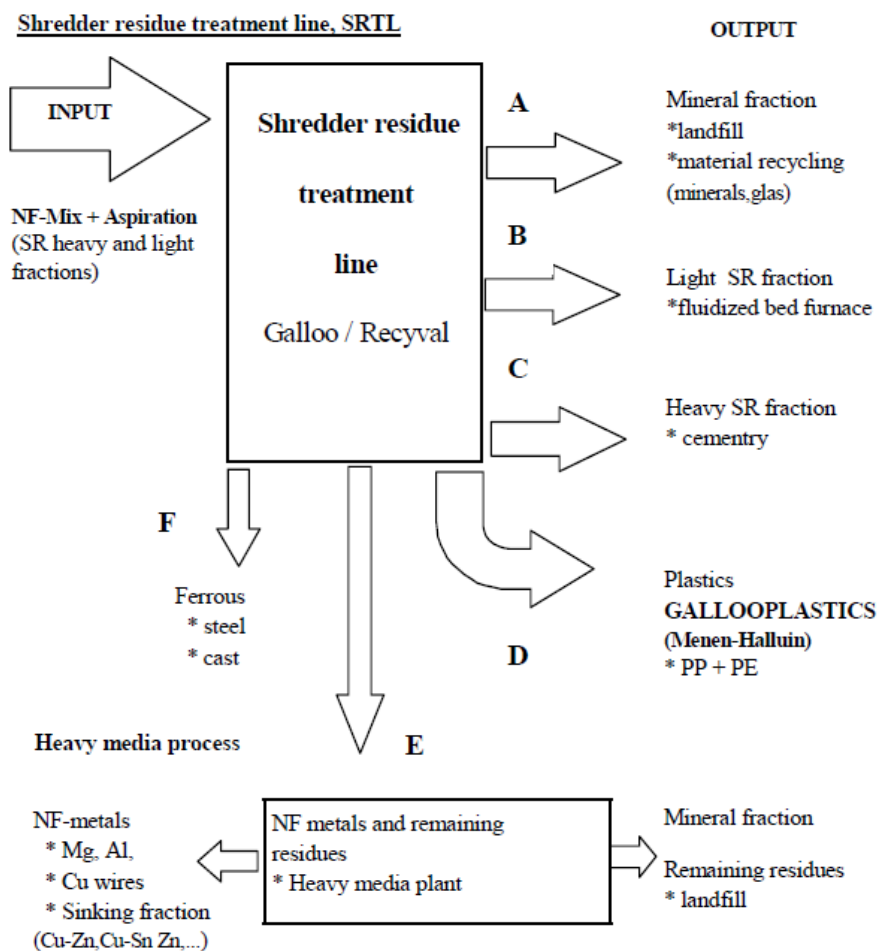 Shredder residue treatment line, SRTL
OUTPUT
INPUT
NF-Mix + Aspiration
(SR heavy and light
fractions)
Shredder residue
treatment
line
Galloo / Recyval
A
Mineral fraction
*landfill
*material recycling
(minerals,glas)
B
Light SR fraction
*fluidized bed furnace
C
Heavy SR fraction
* cementry
F
Ferrous
* steel
* cast
D
Plastics
GALLOOPLASTICS
(Menen-Halluin)
* PP + PE
Heavy media process
E
NF-metals
* Mg, Al,
* Cu wires
* Sinking fraction
(Cu-Zn,Cu-Sn Zn,...)
NF metals and remaining
residues
* Heavy media plant
Mineral fraction
Remaining residues
* landfill